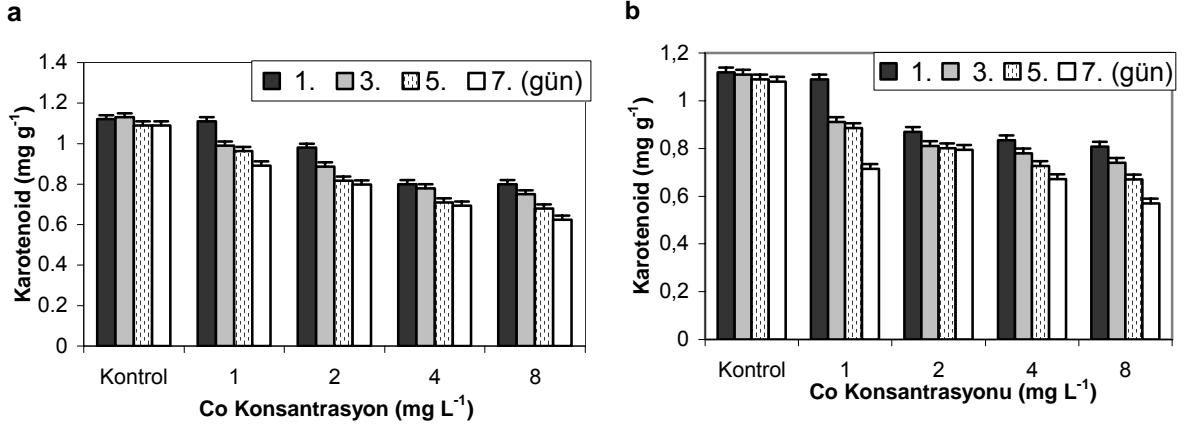 a
1.4
1.2
1
0.8
0.6
0.4
0.2
0
Karotenoid (mg g⁻¹)
1. 3. 5. 7. (gün)
Kontrol 1 2 4 8
Co Konsantrasyon (mg L⁻¹)
b
1,2
1
0,8
0,6
0,4
0,2
0
Karotenoid (mg g⁻¹)
1. 3. 5. 7. (gün)
Kontrol 1 2 4 8
Co Konsantrasyonu (mg L⁻¹)